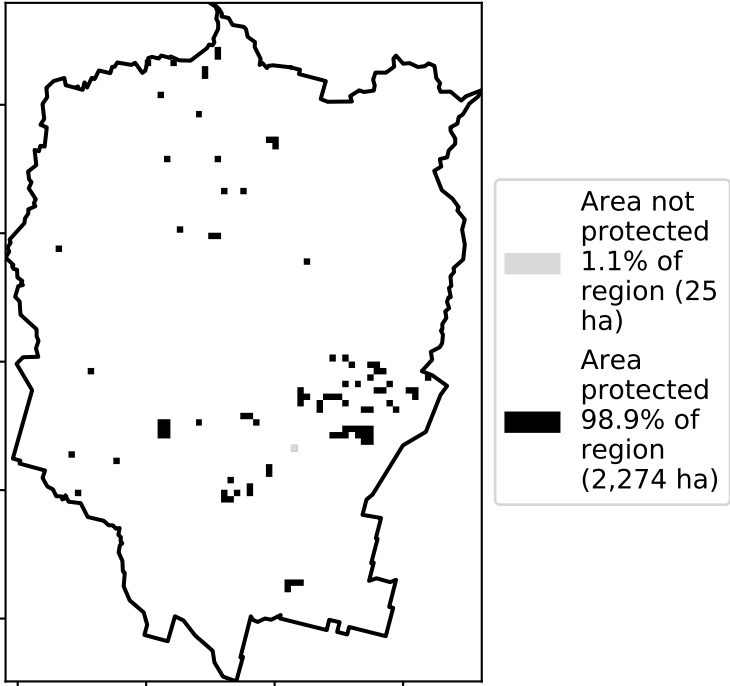 Area not
protected
1.1% of
region (25
ha)
Area
protected
98.9% of
region
(2,274 ha)